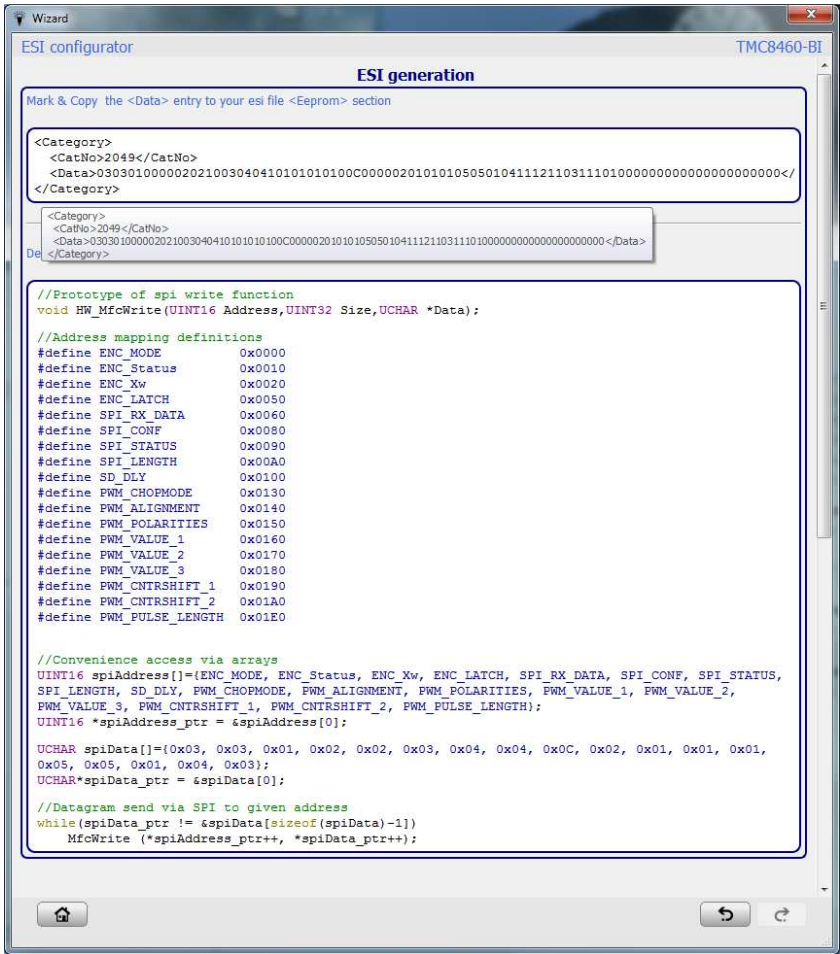 Wizard
ESI configurator
TMC8460-BI
ESI generation
Mark & Copy the <Data> entry to your esi file <Eeprom> section
<Category>
<CatNo>2049</CatNo>
<Data>030301000002021003040410101010100C0000020101010505010411121103111010000000000000000000000000</
</Category>
<Category>
<CatNo>2049</CatNo>
<Data>030301000002021003040410101010100C0000020101010505010411121103111010000000000000000000000000</Data>
De </Category>
//Prototype of spi write function
void HW_MfcWrite(UINT16 Address,UINT32 Size,UCHAR *Data);
//Address mapping definitions
#define ENC_MODE 0x0000
#define ENC_Status 0x0010
#define ENC_Xw 0x0020
#define ENC_LATCH 0x0050
#define SPI_RX_DATA 0x0060
#define SPI_CONF 0x0080
#define SPI_STATUS 0x0090
#define SPI_LENGTH 0x00A0
#define SD_DLY 0x0100
#define PWM_CHOPMODE 0x0130
#define PWM_ALIGNMENT 0x0140
#define PWM_POLARITIES 0x0150
#define PWM_VALUE_1 0x0160
#define PWM_VALUE_2 0x0170
#define PWM_VALUE_3 0x0180
#define PWM_CNTRSHIFT_1 0x0190
#define PWM_CNTRSHIFT_2 0x01A0
#define PWM_PULSE_LENGTH 0x01E0
//Convenience access via arrays
UINT16 spiAddress[]={ENC_MODE, ENC_Status, ENC_Xw, ENC_LATCH, SPI_RX_DATA, SPI_CONF, SPI_STATUS,
SPI_LENGTH, SD_DLY, PWM_CHOPMODE, PWM_ALIGNMENT, PWM_POLARITIES, PWM_VALUE_1, PWM_VALUE_2,
PWM_VALUE_3, PWM_CNTRSHIFT_1, PWM_CNTRSHIFT_2, PWM_PULSE_LENGTH};
UINT16 *spiAddress_ptr = &spiAddress[0];
UCHAR spiData[]={0x03, 0x03, 0x01, 0x02, 0x02, 0x03, 0x04, 0x04, 0x0C, 0x02, 0x01, 0x01, 0x01,
0x05, 0x05, 0x01, 0x04, 0x03};
UCHAR*spiData_ptr = &spiData[0];
//Datagram send via SPI to given address
while(spiData_ptr != &spiData[sizeof(spiData)-1])
MfcWrite (*spiAddress_ptr++, *spiData_ptr++);